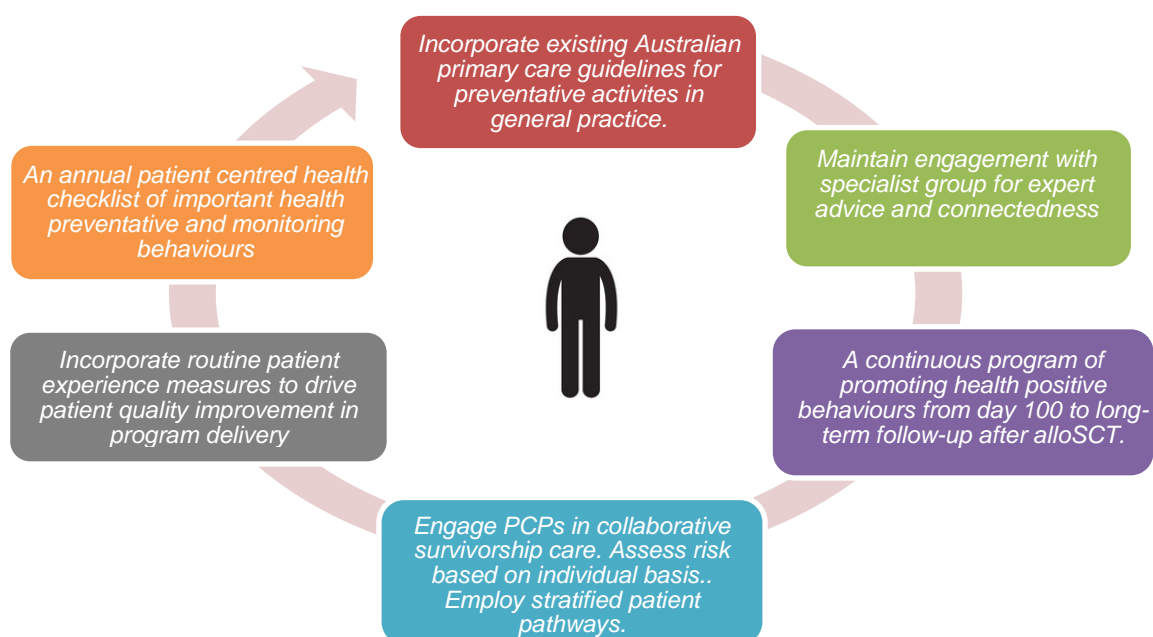 Incorporate existing Australian
primary care guidelines for
preventative activites in
general practice.
Maintain engagement with
specialist group for expert
advice and connectedness
A continuous program of
promoting health positive
behaviours from day 100 to long-
term follow-up after alloSCT.
Engage PCPs in collaborative
survivorship care. Assess risk
based on individual basis..
Employ stratified patient
pathways.
Incorporate routine patient
experience measures to drive
patient quality improvement in
program delivery
An annual patient centred health
checklist of important health
preventative and monitoring
behaviours